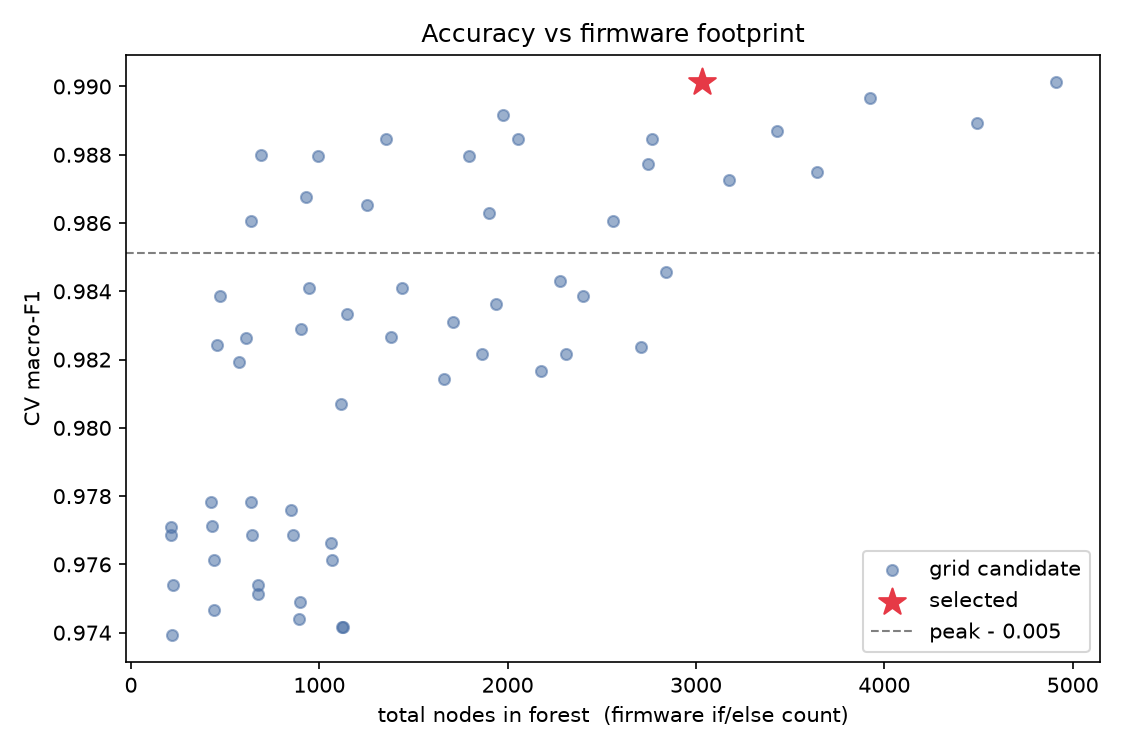 Accuracy vs firmware footprint
CV macro-F1
0.990
0.988
0.986
0.984
0.982
0.980
0.978
0.976
0.974
0
1000
2000
3000
4000
5000
total nodes in forest  (firmware if/else count)
grid candidate
selected
peak - 0.005